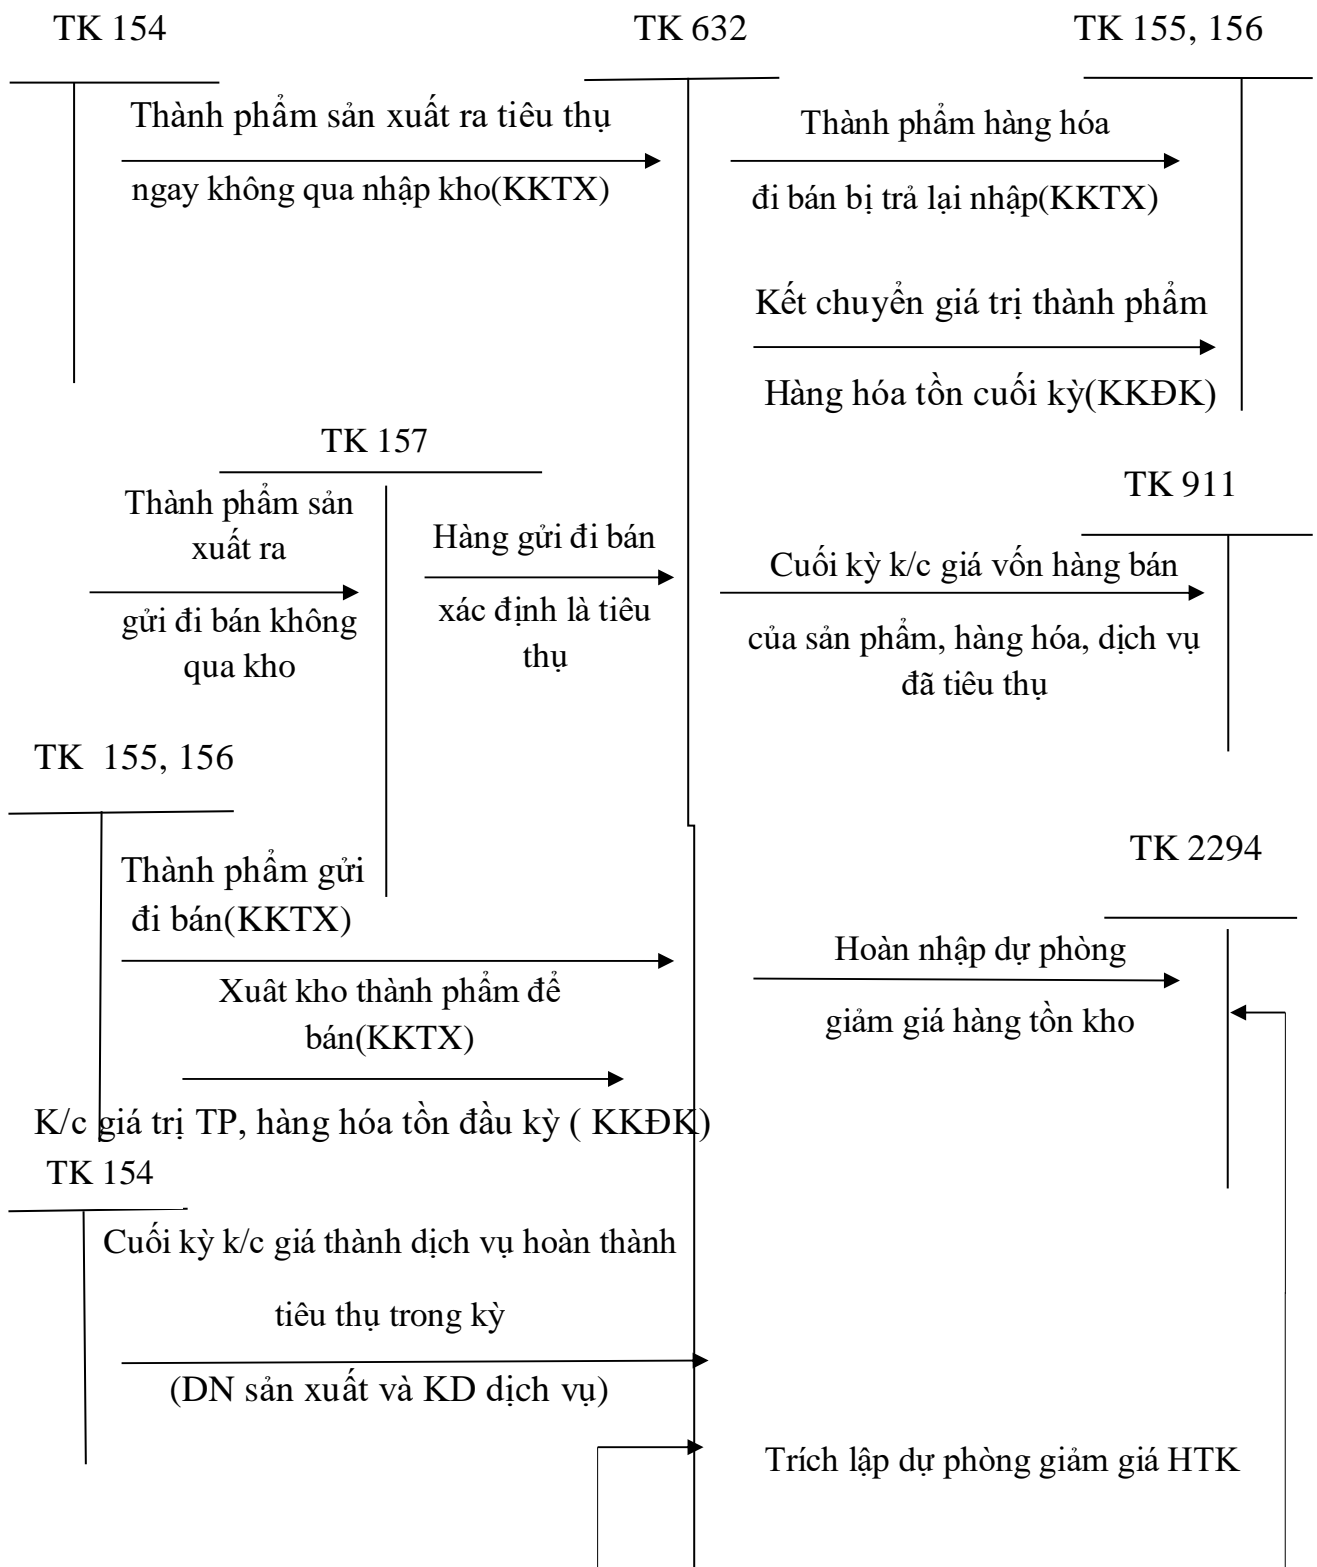 TK 154
TK 632
TK 155, 156
Thành phẩm sản xuất ra tiêu thụ
ngay không qua nhập kho(KKTX)
Thành phẩm hàng hóa
đi bán bị trả lại nhập(KKTX)
Kết chuyển giá trị thành phẩm
Hàng hóa tồn cuối kỳ(KKĐK)
TK 157
Thành phẩm sản
xuất ra
gửi đi bán không
qua kho
Hàng gửi đi bán
xác định là tiêu
thụ
TK 911
Cuối kỳ k/c giá vốn hàng bán
của sản phẩm, hàng hóa, dịch vụ
đã tiêu thụ
TK 155, 156
Thành phẩm gửi
đi bán(KKTX)
Xuât kho thành phẩm để
bán(KKTX)
K/c giá trị TP, hàng hóa tồn đầu kỳ ( KKĐK)
TK 2294
Hoàn nhập dự phòng
giảm giá hàng tồn kho
TK 154
Cuối kỳ k/c giá thành dịch vụ hoàn thành
tiêu thụ trong kỳ
(DN sản xuất và KD dịch vụ)
Trích lập dự phòng giảm giá HTK